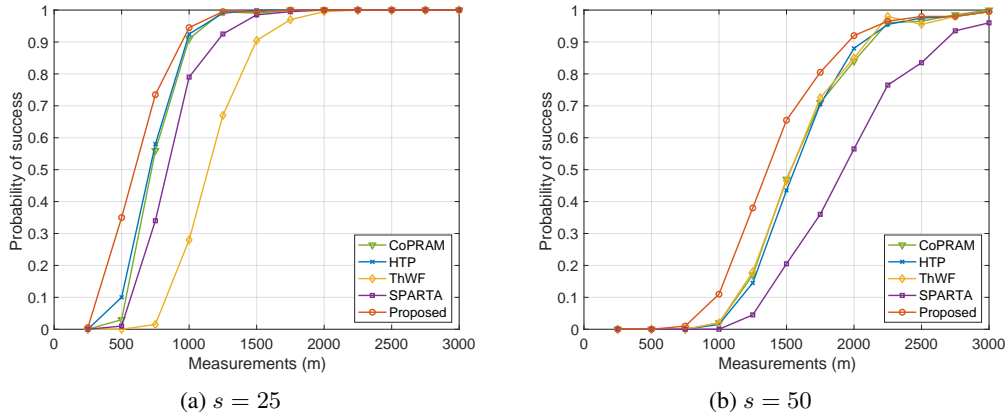 Probability of success
1
0.9
0.8
0.7
0.6
0.5
0.4
0.3
0.2
0.1
0
CoPRAM
HTP
ThWF
SPARTA
Proposed
0 500 1000 1500 2000 2500 3000
Measurements (m)
(a) s = 25
Probability of success
1
0.9
0.8
0.7
0.6
0.5
0.4
0.3
0.2
0.1
0
CoPRAM
HTP
ThWF
SPARTA
Proposed
0 500 1000 1500 2000 2500 3000
Measurements (m)
(b) s = 50